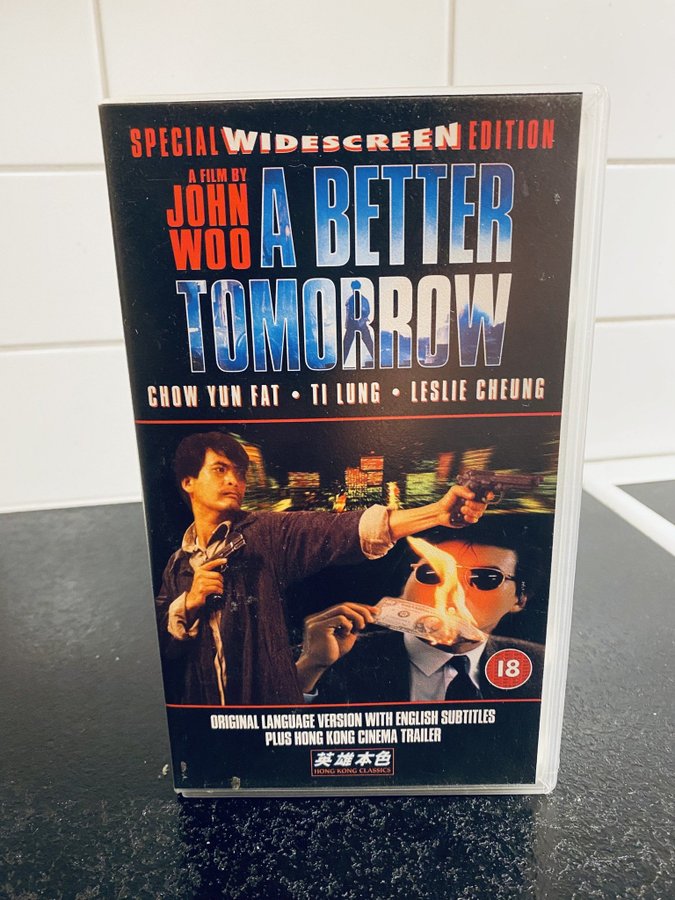 SPECIAL WIDESCREEN EDITION
A FILM BY
JOHN
WOO
A BETTER
TOMORROW
CHOW YUN FAT • TI LUNG • LESLIE CHEUNG
18
ORIGINAL LANGUAGE VERSION WITH ENGLISH SUBTITLES
PLUS HONG KONG CINEMA TRAILER
英雄本色
HONG KONG CLASSICS